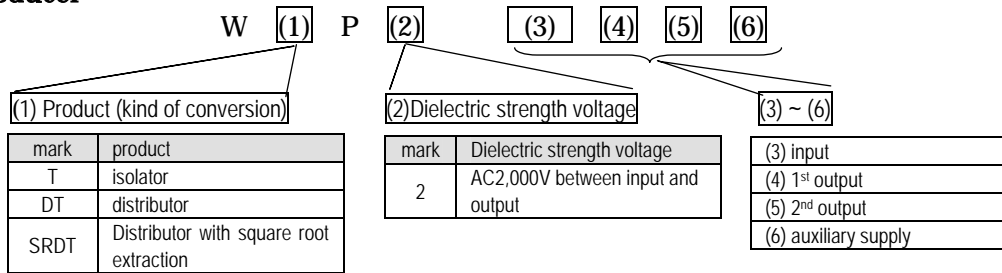 W (1) P (2) (3) (4) (5) (6)
(1) Product (kind of conversion)
mark product
T isolator
DT distributor
SRDT Distributor with square root
extraction
(2)Dielectric strength voltage
mark Dielectric strength voltage
2 AC2,000V between input and
output
(3) ~ (6)
(3) input
(4) 1st output
(5) 2nd output
(6) auxiliary supply